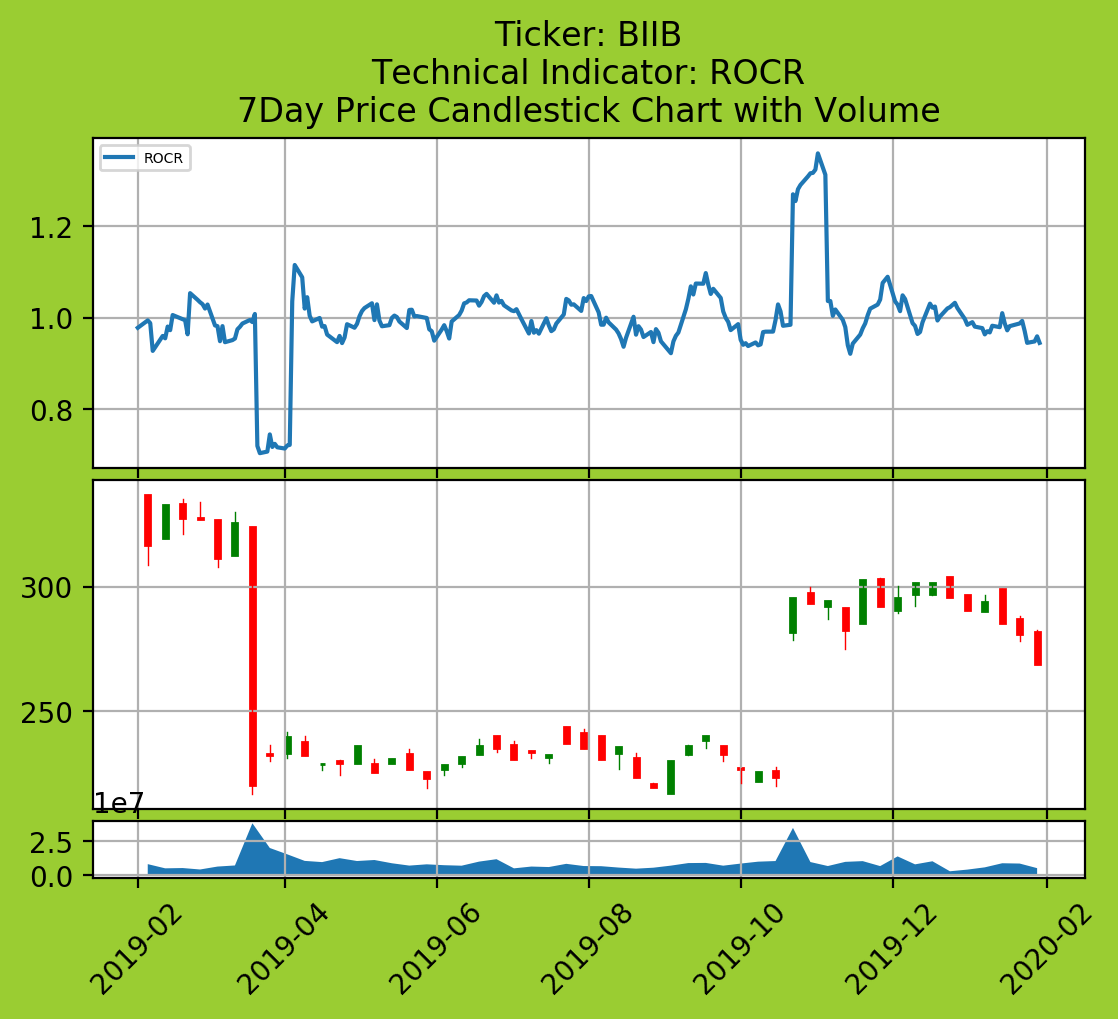 Ticker: BIIB
Technical Indicator: ROCR
7Day Price Candlestick Chart with Volume
ROCR
1.2
1.0
0.8
300
250
1e7
2.5
0.0
2019-02
2019-04
2019-06
2019-08
2019-10
2019-12
2020-02